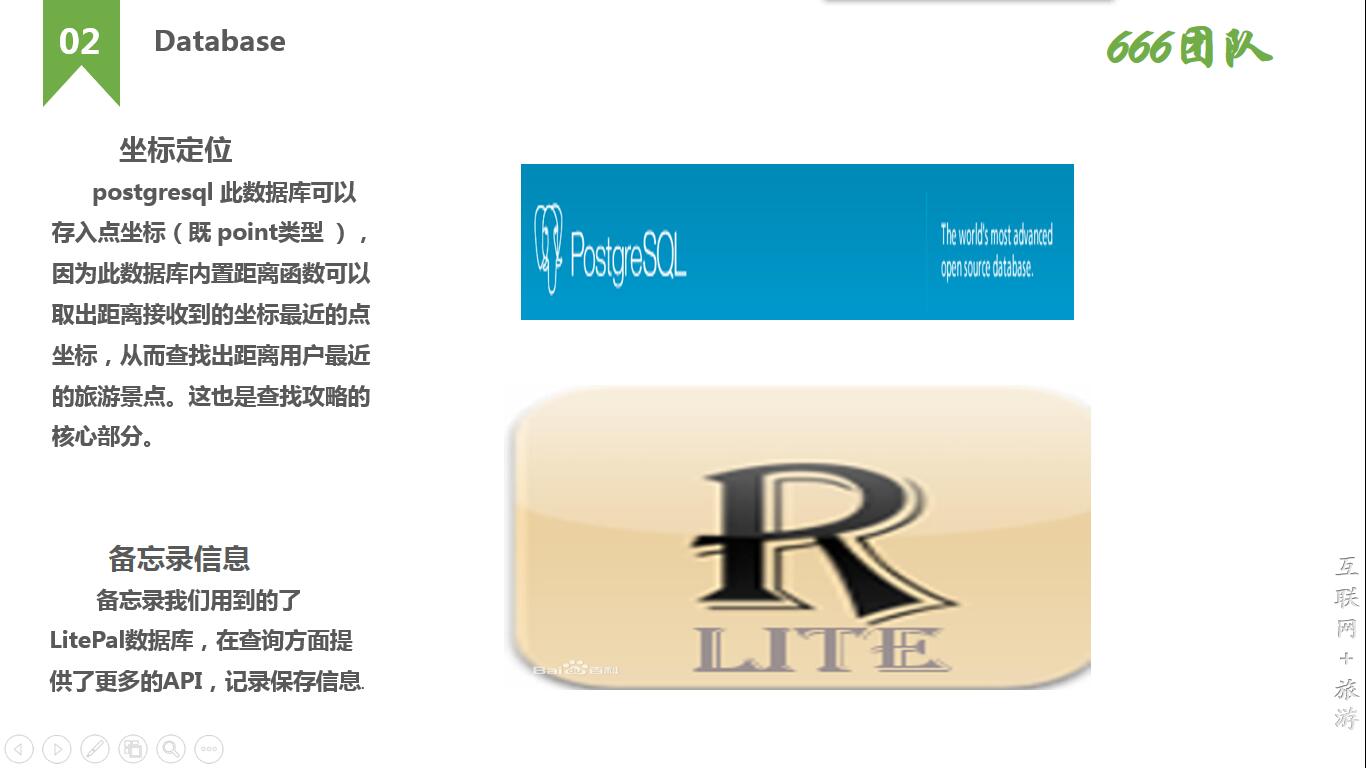 02
Database
666团队
坐标定位
postgresql 此数据库可以
存入点坐标（既 point类型 ），
因为此数据库内置距离函数可以
取出距离接收到的坐标最近的点
坐标，从而查找出距离用户最近
的旅游景点。这也是查找攻略的
核心部分。
备忘录信息
备忘录我们用到的了
LitePal数据库，在查询方面提
供了更多的API，记录保存信息.
PostgreSQL
The world's most advanced
open source database.
R
LITE
Bai百科
互联网+旅游